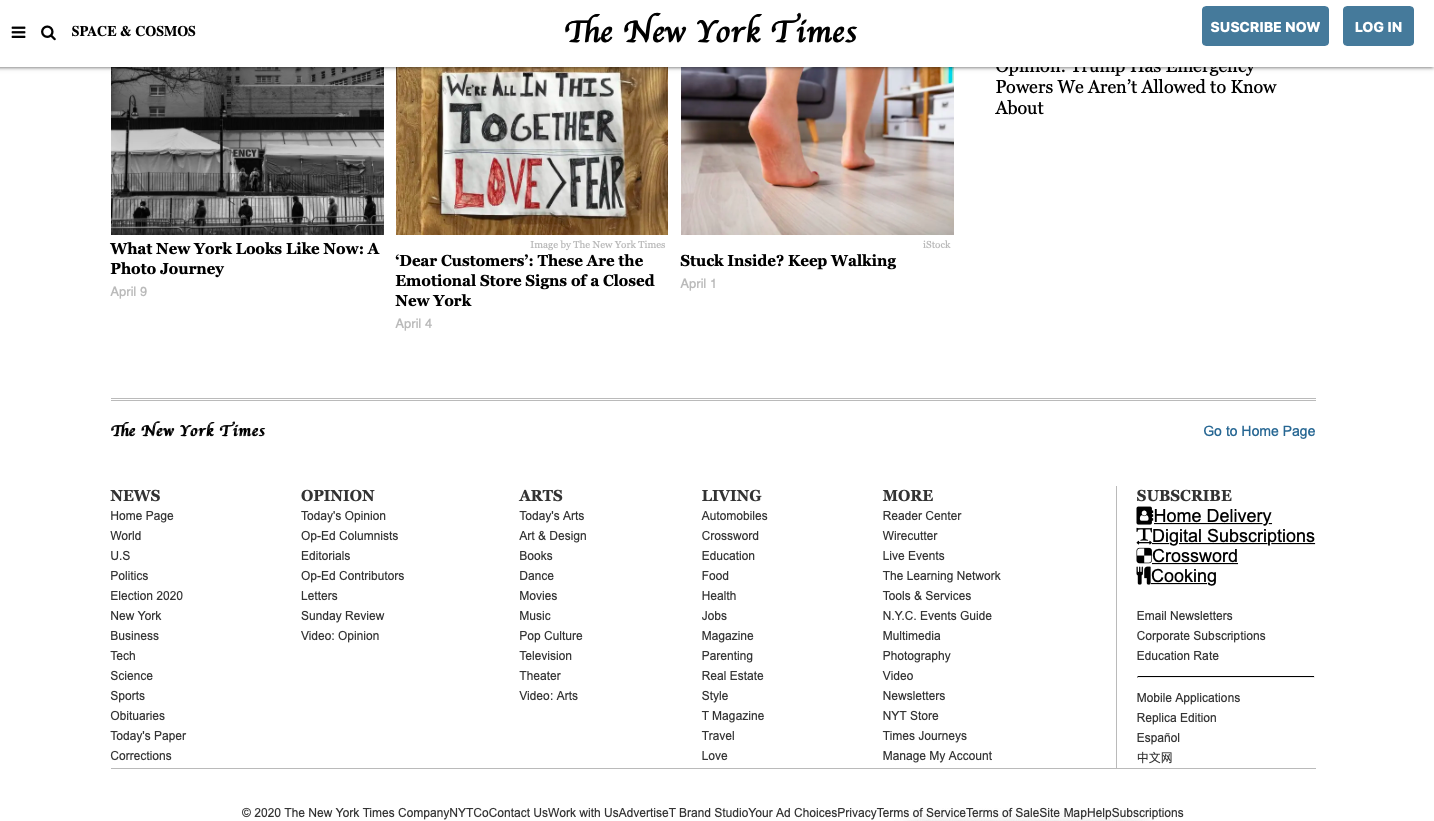 SPACE & COSMOS
The New York Times
SUSCRIBE NOW
LOG IN
Opinion: Trump Has Emergency
Powers We Aren’t Allowed to Know
About
ENCY
WE'RE ALL IN THIS
TOGETHER
LOVE>FEAR
What New York Looks Like Now: A
Photo Journey
April 9
Image by The New York Times
‘Dear Customers’: These Are the
Emotional Store Signs of a Closed
New York
April 4
iStock
Stuck Inside? Keep Walking
April 1
The New York Times
Go to Home Page
NEWS
Home Page
World
U.S
Politics
Election 2020
New York
Business
Tech
Science
Sports
Obituaries
Today's Paper
Corrections
OPINION
Today's Opinion
Op-Ed Columnists
Editorials
Op-Ed Contributors
Letters
Sunday Review
Video: Opinion
ARTS
Today's Arts
Art & Design
Books
Dance
Movies
Music
Pop Culture
Television
Theater
Video: Arts
LIVING
Automobiles
Crossword
Education
Food
Health
Jobs
Magazine
Parenting
Real Estate
Style
T Magazine
Travel
Love
MORE
Reader Center
Wirecutter
Live Events
The Learning Network
Tools & Services
N.Y.C. Events Guide
Multimedia
Photography
Video
Newsletters
NYT Store
Times Journeys
Manage My Account
SUBSCRIBE
Home Delivery
Digital Subscriptions
Crossword
Cooking
Email Newsletters
Corporate Subscriptions
Education Rate
Mobile Applications
Replica Edition
Español
中文网
© 2020 The New York Times CompanyNYTCoContact UsWork with UsAdvertiseT Brand StudioYour Ad ChoicesPrivacyTerms of ServiceTerms of SaleSite MapHelpSubscriptions